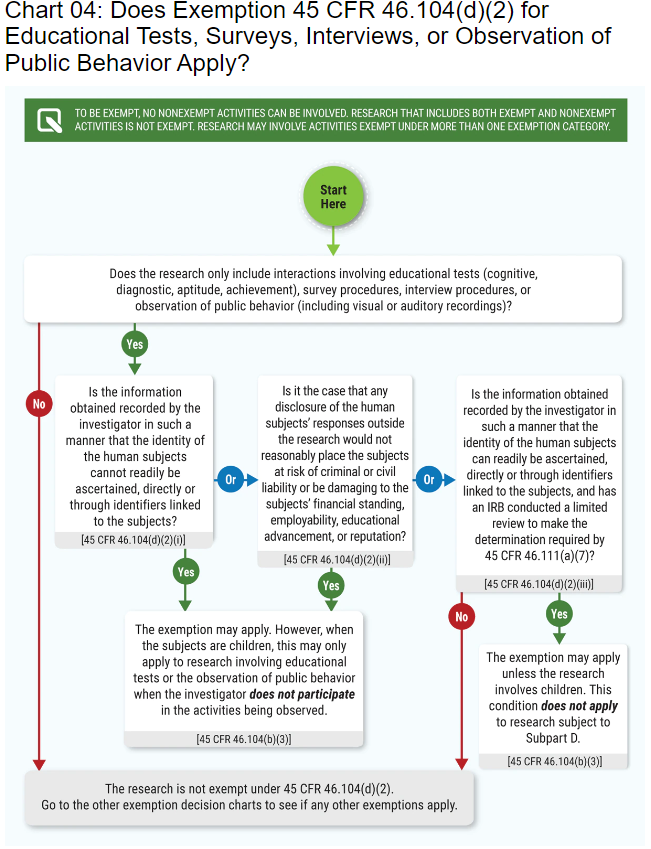 Chart 04: Does Exemption 45 CFR 46.104(d)(2) for
Educational Tests, Surveys, Interviews, or Observation of
Public Behavior Apply?
TO BE EXEMPT, NO NONEXEMPT ACTIVITIES CAN BE INVOLVED. RESEARCH THAT INCLUDES BOTH EXEMPT AND NONEXEMPT
ACTIVITIES IS NOT EXEMPT. RESEARCH MAY INVOLVE ACTIVITIES EXEMPT UNDER MORE THAN ONE EXEMPTION CATEGORY.
Start
Here
Does the research only include interactions involving educational tests (cognitive,
diagnostic, aptitude, achievement), survey procedures, interview procedures, or
observation of public behavior (including visual or auditory recordings)?
Yes
No
Is the information
obtained recorded by the
investigator in such a
manner that the identity of
the human subjects
cannot readily be
ascertained, directly or
through identifiers linked
to the subjects?
[45 CFR 46.104(d)(2)(i)]
Or
Is it the case that any
disclosure of the human
subjects' responses outside
the research would not
reasonably place the subjects
at risk of criminal or civil
liability or be damaging to the
subjects' financial standing,
employability, educational
advancement, or reputation?
[45 CFR 46.104(d)(2)(ii)]
Or
Is the information obtained
recorded by the investigator in
such a manner that the
identity of the human subjects
can readily be ascertained,
directly or through identifiers
linked to the subjects, and has
an IRB conducted a limited
review to make the
determination required by
45 CFR 46.111(a)(7)?
[45 CFR 46.104(d)(2)(iii)]
Yes
Yes
No
Yes
The exemption may apply. However, when
the subjects are children, this may only
apply to research involving educational
tests or the observation of public behavior
when the investigator does not participate
in the activities being observed.
[45 CFR 46.104(b)(3)]
The exemption may apply
unless the research
involves children. This
condition does not apply
to research subject to
Subpart D.
[45 CFR 46.104(b)(3)]
The research is not exempt under 45 CFR 46.104(d)(2).
Go to the other exemption decision charts to see if any other exemptions apply.